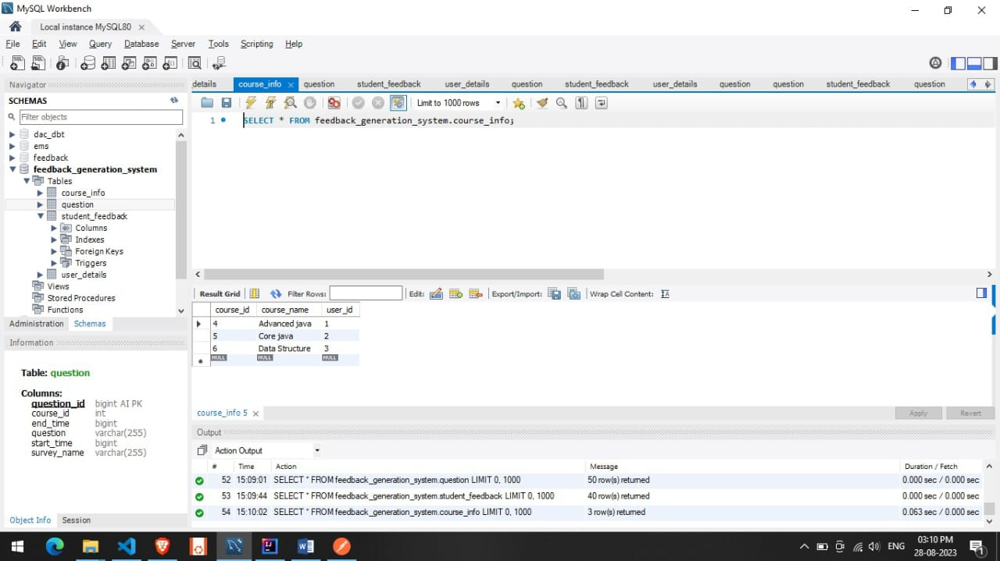 MySQL Workbench
Local instance MySQL80
File Edit View Query Database Server Tools Scripting Help
Navigator
SCHEMAS
Filter objects
dac_dbt
ems
feedback
feedback_generation_system
Tables
course_info
question
student_feedback
Columns
Indexes
Foreign Keys
Triggers
user_details
Views
Stored Procedures
Functions
Administration Schemas
Information
Table: question
Columns:
question_id bigint AI PK
course_id int
end_time bigint
question varchar(255)
start_time bigint
survey_name varchar(255)
Object Info Session
details course_info question student_feedback user_details question student_feedback user_details question question student_feedback question
Limit to 1000 rows
1 SELECT * FROM feedback_generation_system.course_info;
Result Grid Filter Rows: Edit: Export/Import: Wrap Cell Content:
course_id course_name user_id
4 Advanced java 1
5 Core java 2
6 Data Structure 3
NULL NULL NULL
course_info 5
Apply Revert
Output
Action Output
# Time Action Message Duration / Fetch
52 15:09:01 SELECT * FROM feedback_generation_system.question LIMIT 0, 1000 50 row(s) returned 0.000 sec / 0.000 sec
53 15:09:44 SELECT * FROM feedback_generation_system.student_feedback LIMIT 0, 1000 40 row(s) returned 0.000 sec / 0.000 sec
54 15:10:02 SELECT * FROM feedback_generation_system.course_info LIMIT 0, 1000 3 row(s) returned 0.063 sec / 0.000 sec
ENG
03:10 PM
28-08-2023
1